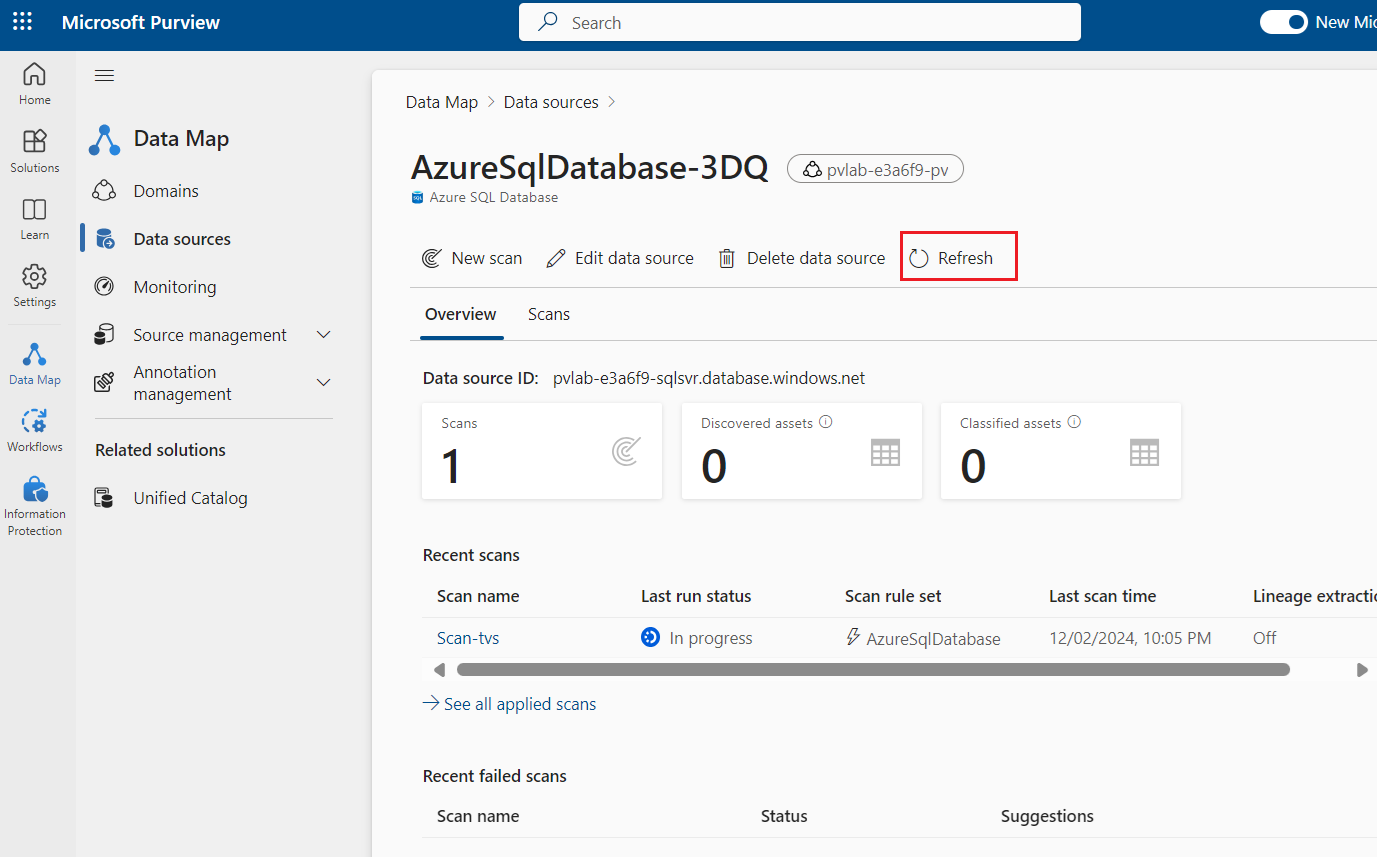 Microsoft Purview
Search
New Mic
Home
Solutions
Learn
Settings
Data Map
Workflows
Information
Protection
Data Map
Domains
Data sources
Monitoring
Source management
Annotation
management
Related solutions
Unified Catalog
Data Map > Data sources >
AzureSqlDatabase-3DQ pvlab-e3a6f9-pv
SQL Azure SQL Database
New scan Edit data source Delete data source Refresh
Overview Scans
Data source ID: pvlab-e3a6f9-sqlsvr.database.windows.net
Scans
1
Discovered assets
0
Classified assets
0
Recent scans
Scan name Last run status Scan rule set Last scan time Lineage extractio
Scan-tvs In progress AzureSqlDatabase 12/02/2024, 10:05 PM Off
See all applied scans
Recent failed scans
Scan name Status Suggestions